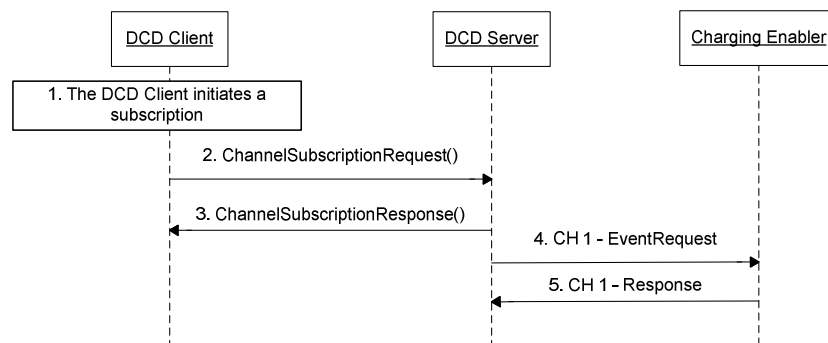 DCD Client
DCD Server
Charging Enabler
1. The DCD Client initiates a
subscription
2. ChannelSubscriptionRequest()
3. ChannelSubscriptionResponse()
4. CH 1 - EventRequest
5. CH 1 - Response